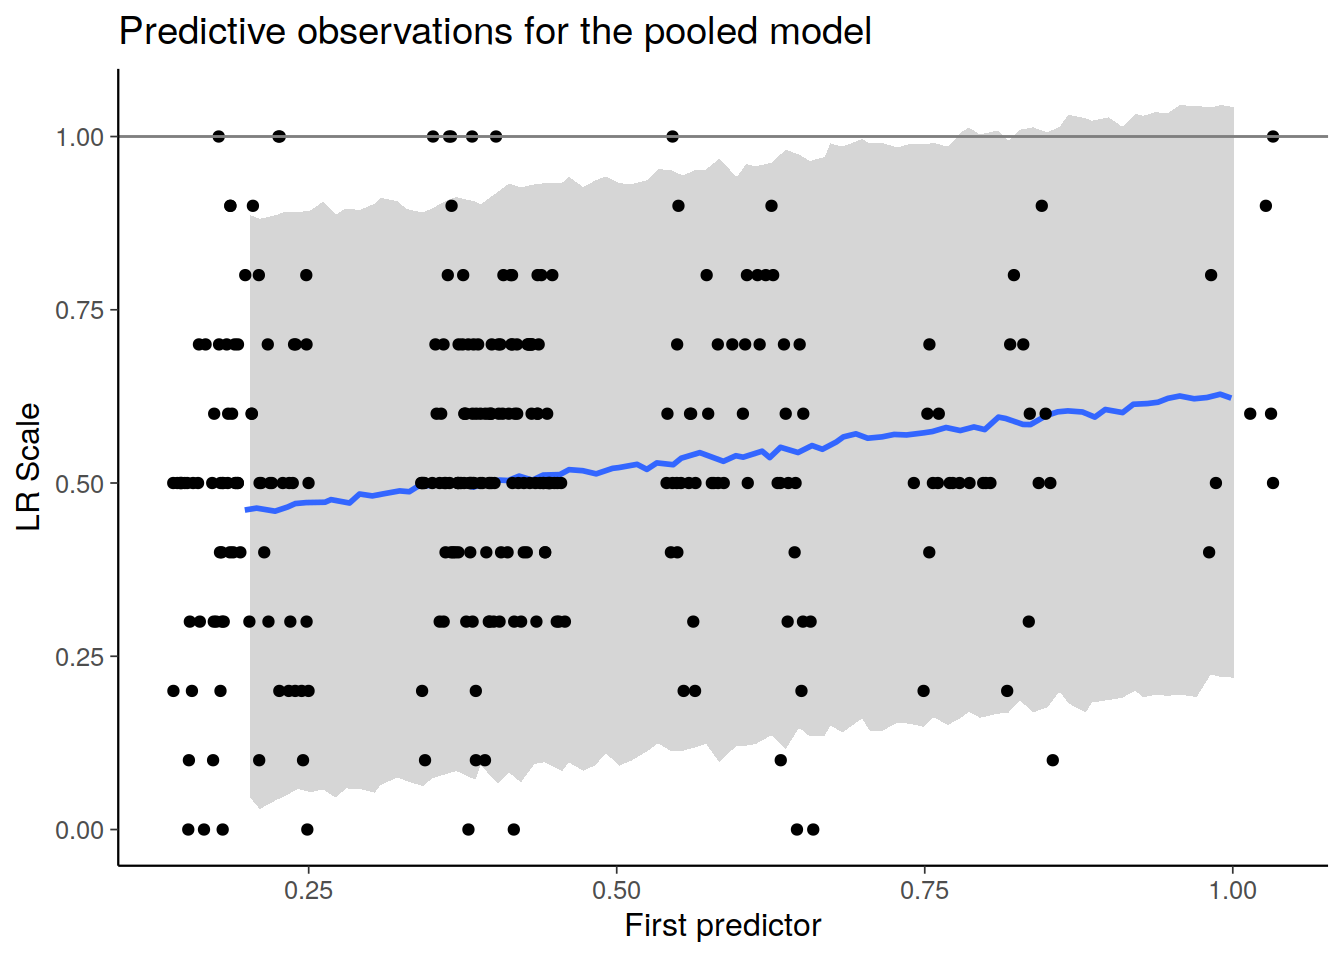 Predictive observations for the pooled model
1.00
0.75
0.50
0.25
0.00
LR Scale
0.25 0.50 0.75 1.00
First predictor